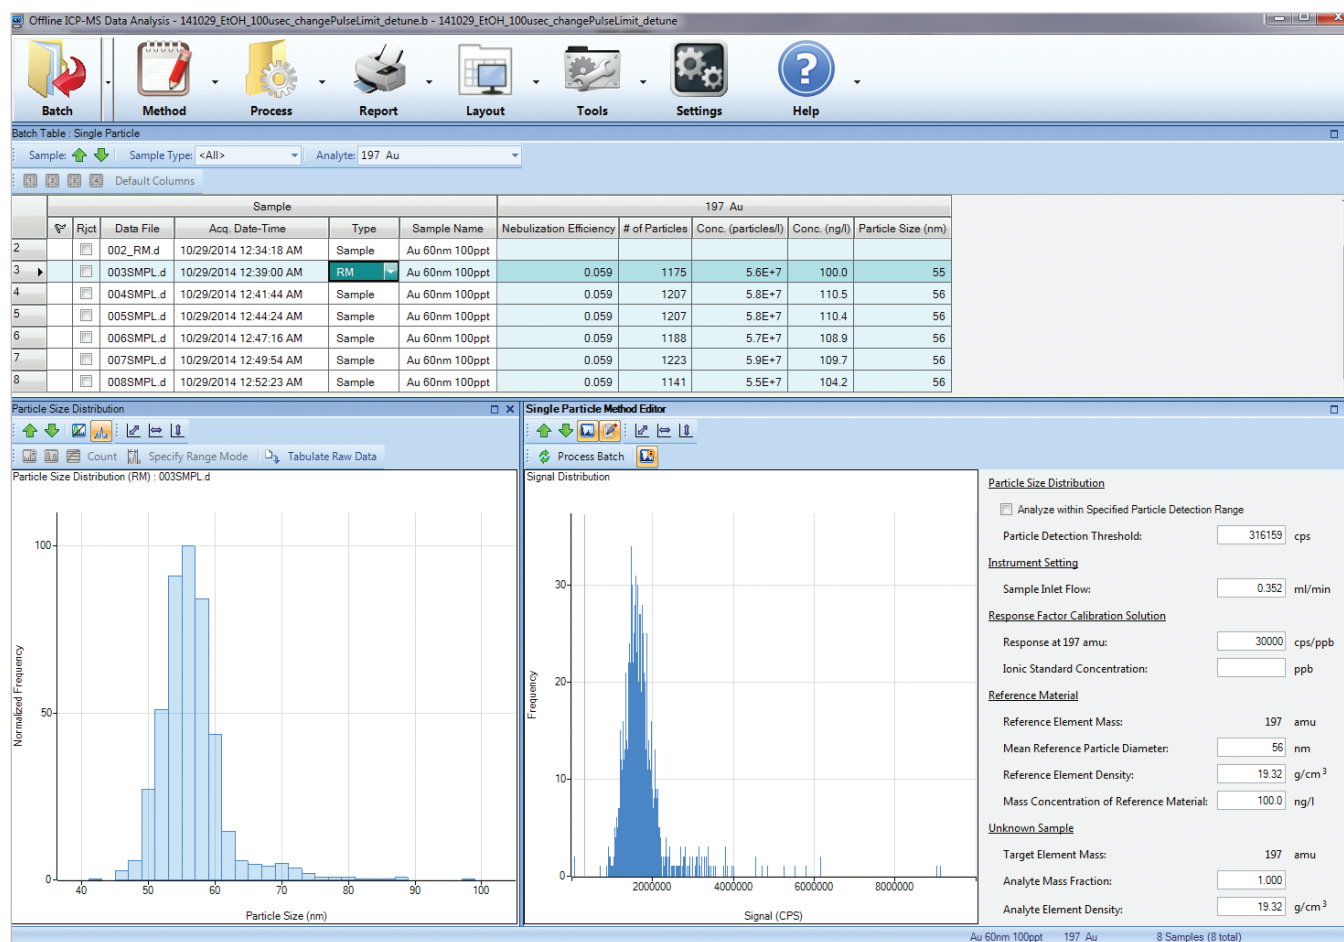 Offline ICP-MS Data Analysis - 141029_EtOH_100usec_changePulseLimit_detune.b - 141029_EtOH_100usec_changePulseLimit_detune
Batch Method Process Report Layout Tools Settings Help
Batch Table : Single Particle
Sample: Sample Type: <All> Analyte: 197 Au
Default Columns
Sample 197 Au
Rjct Data File Acq. Date-Time Type Sample Name Nebulization Efficiency # of Particles Conc. (particles/l) Conc. (ng/l) Particle Size (nm)
2 002_RM.d 10/29/2014 12:34:18 AM Sample Au 60nm 100ppt
3 003SMPL.d 10/29/2014 12:39:00 AM RM Au 60nm 100ppt 0.059 1175 5.6E+7 100.0 55
4 004SMPL.d 10/29/2014 12:41:44 AM Sample Au 60nm 100ppt 0.059 1207 5.8E+7 110.5 56
5 005SMPL.d 10/29/2014 12:44:24 AM Sample Au 60nm 100ppt 0.059 1207 5.8E+7 110.4 56
6 006SMPL.d 10/29/2014 12:47:16 AM Sample Au 60nm 100ppt 0.059 1188 5.7E+7 108.9 56
7 007SMPL.d 10/29/2014 12:49:54 AM Sample Au 60nm 100ppt 0.059 1223 5.9E+7 109.7 56
8 008SMPL.d 10/29/2014 12:52:23 AM Sample Au 60nm 100ppt 0.059 1141 5.5E+7 104.2 56
Particle Size Distribution
Count Specify Range Mode Tabulate Raw Data
Particle Size Distribution (RM) : 003SMPL.d
Normalized Frequency
100
50
0
40 50 60 70 80 90 100
Particle Size (nm)
Single Particle Method Editor
Process Batch
Signal Distribution
Frequency
30
20
10
0
2000000 4000000 6000000 8000000
Signal (CPS)
Particle Size Distribution
Analyze within Specified Particle Detection Range
Particle Detection Threshold: 316159 cps
Instrument Setting
Sample Inlet Flow: 0.352 ml/min
Response Factor Calibration Solution
Response at 197 amu: 30000 cps/ppb
Ionic Standard Concentration: ppb
Reference Material
Reference Element Mass: 197 amu
Mean Reference Particle Diameter: 56 nm
Reference Element Density: 19.32 g/cm³
Mass Concentration of Reference Material: 100.0 ng/l
Unknown Sample
Target Element Mass: 197 amu
Analyte Mass Fraction: 1.000
Analyte Element Density: 19.32 g/cm³
Au 60nm 100ppt 197 Au 8 Samples (8 total)